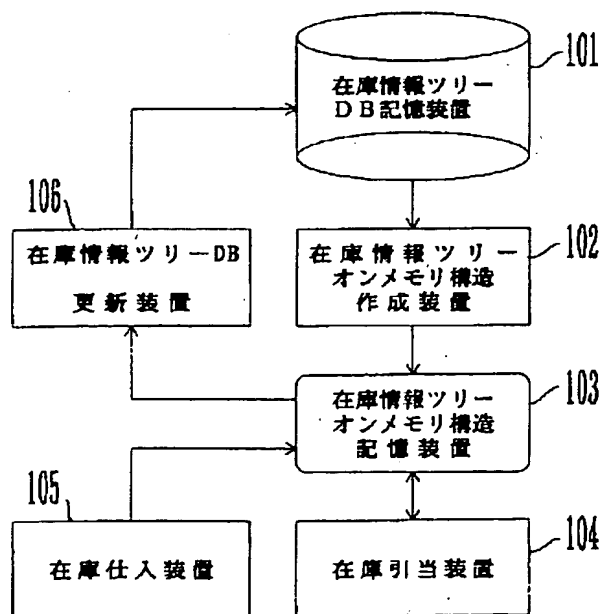 101
在庫情報ツリー
DB記憶装置
106
在庫情報ツリーDB
更新装置
102
在庫情報ツリー
オンメモリ構造
作成装置
103
在庫情報ツリー
オンメモリ構造
記憶装置
105
在庫仕入装置
104
在庫引当装置